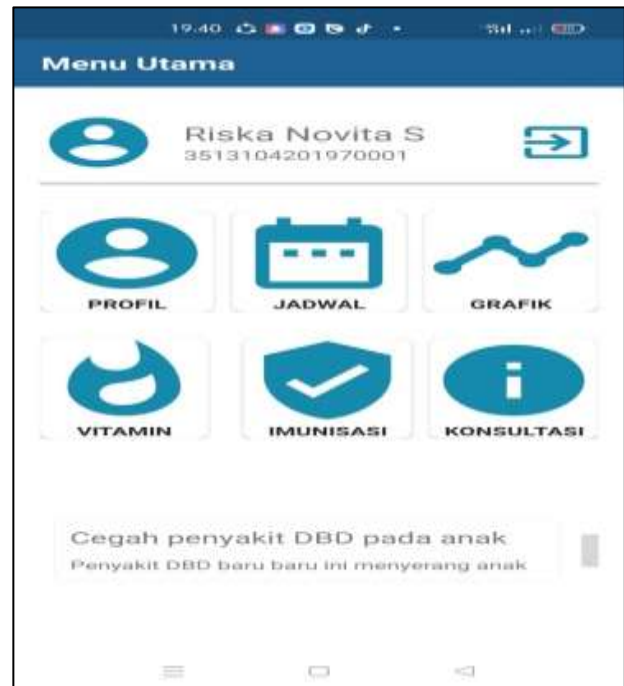 19.40
Menu Utama
Riska Novita S
3513104201970001
PROFIL
JADWAL
GRAFIK
VITAMIN
IMUNISASI
KONSULTASI
Cegah penyakit DBD pada anak
Penyakit DBD baru baru ini menyerang anak